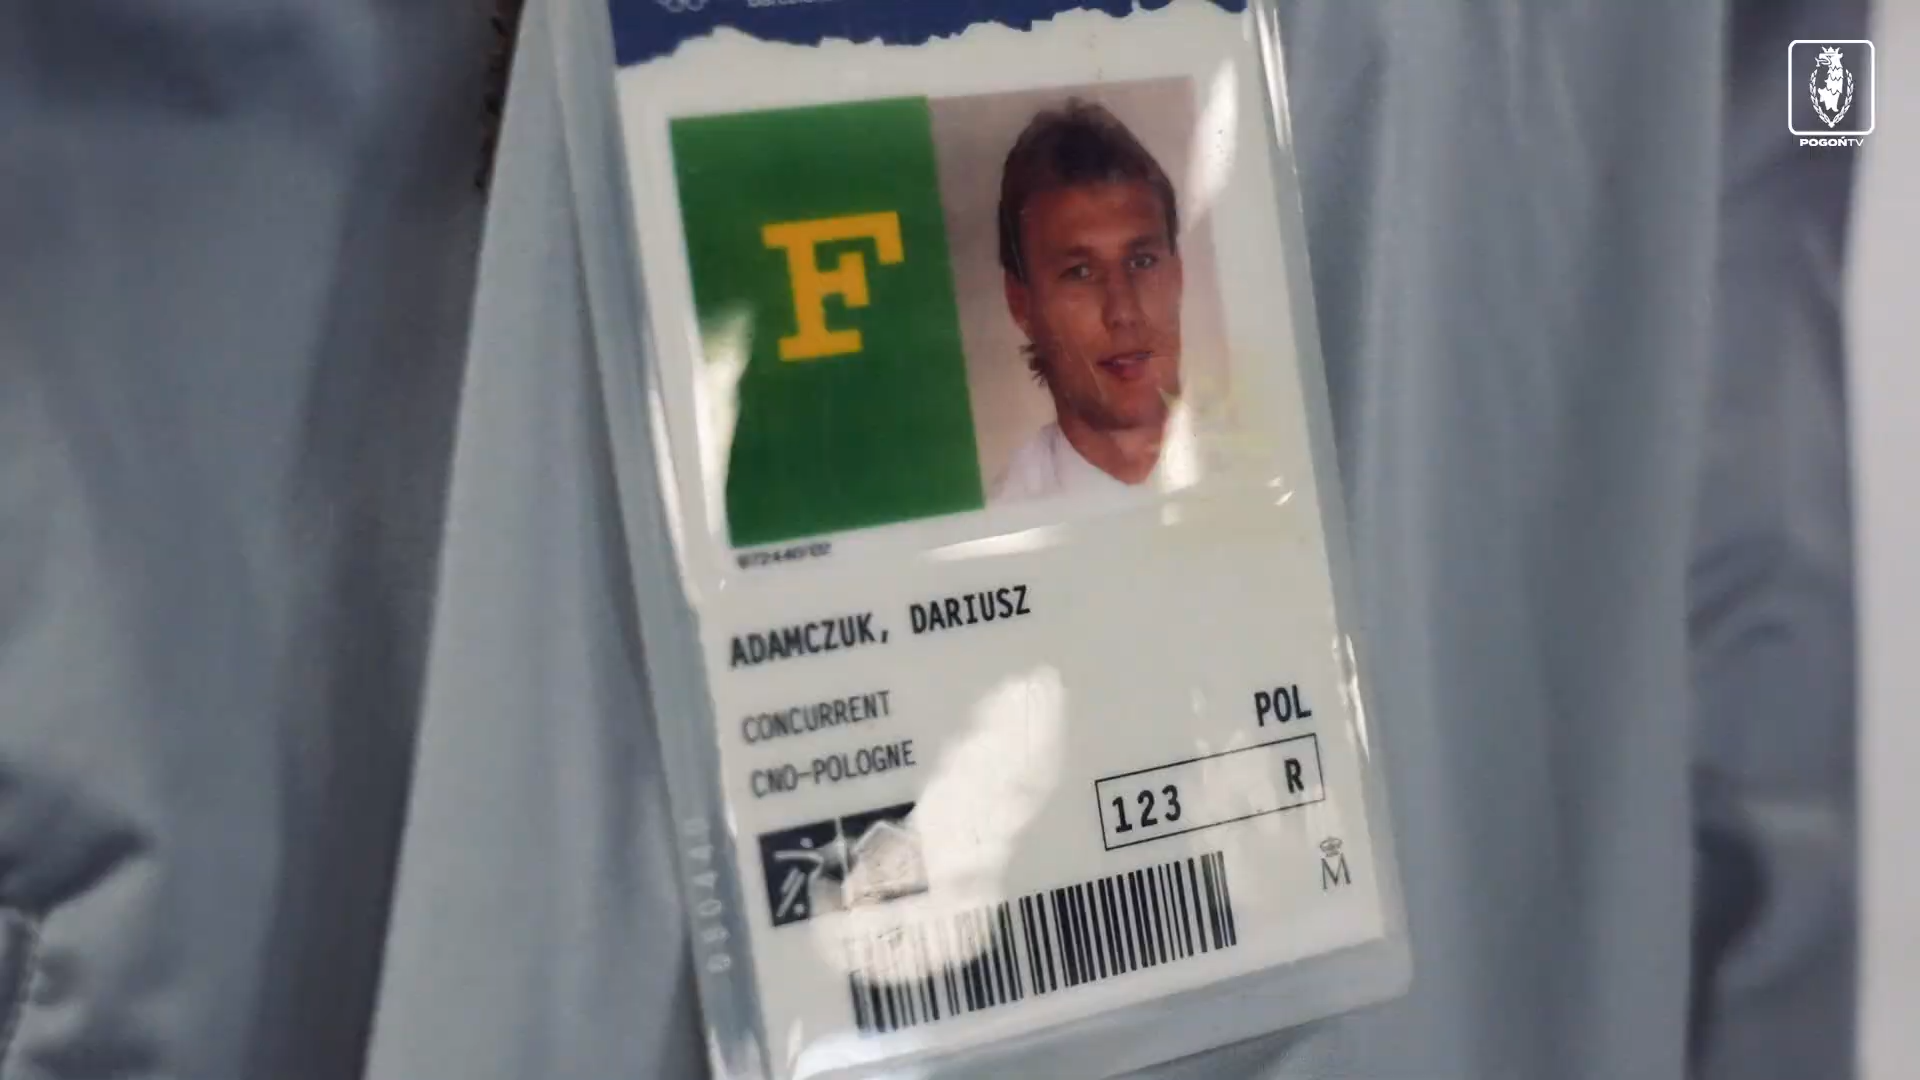 POGOŃTV
F
ADAMCZUK, DARIUSZ
CONCURRENT
CNO-POLOGNE
POL
123 R
M